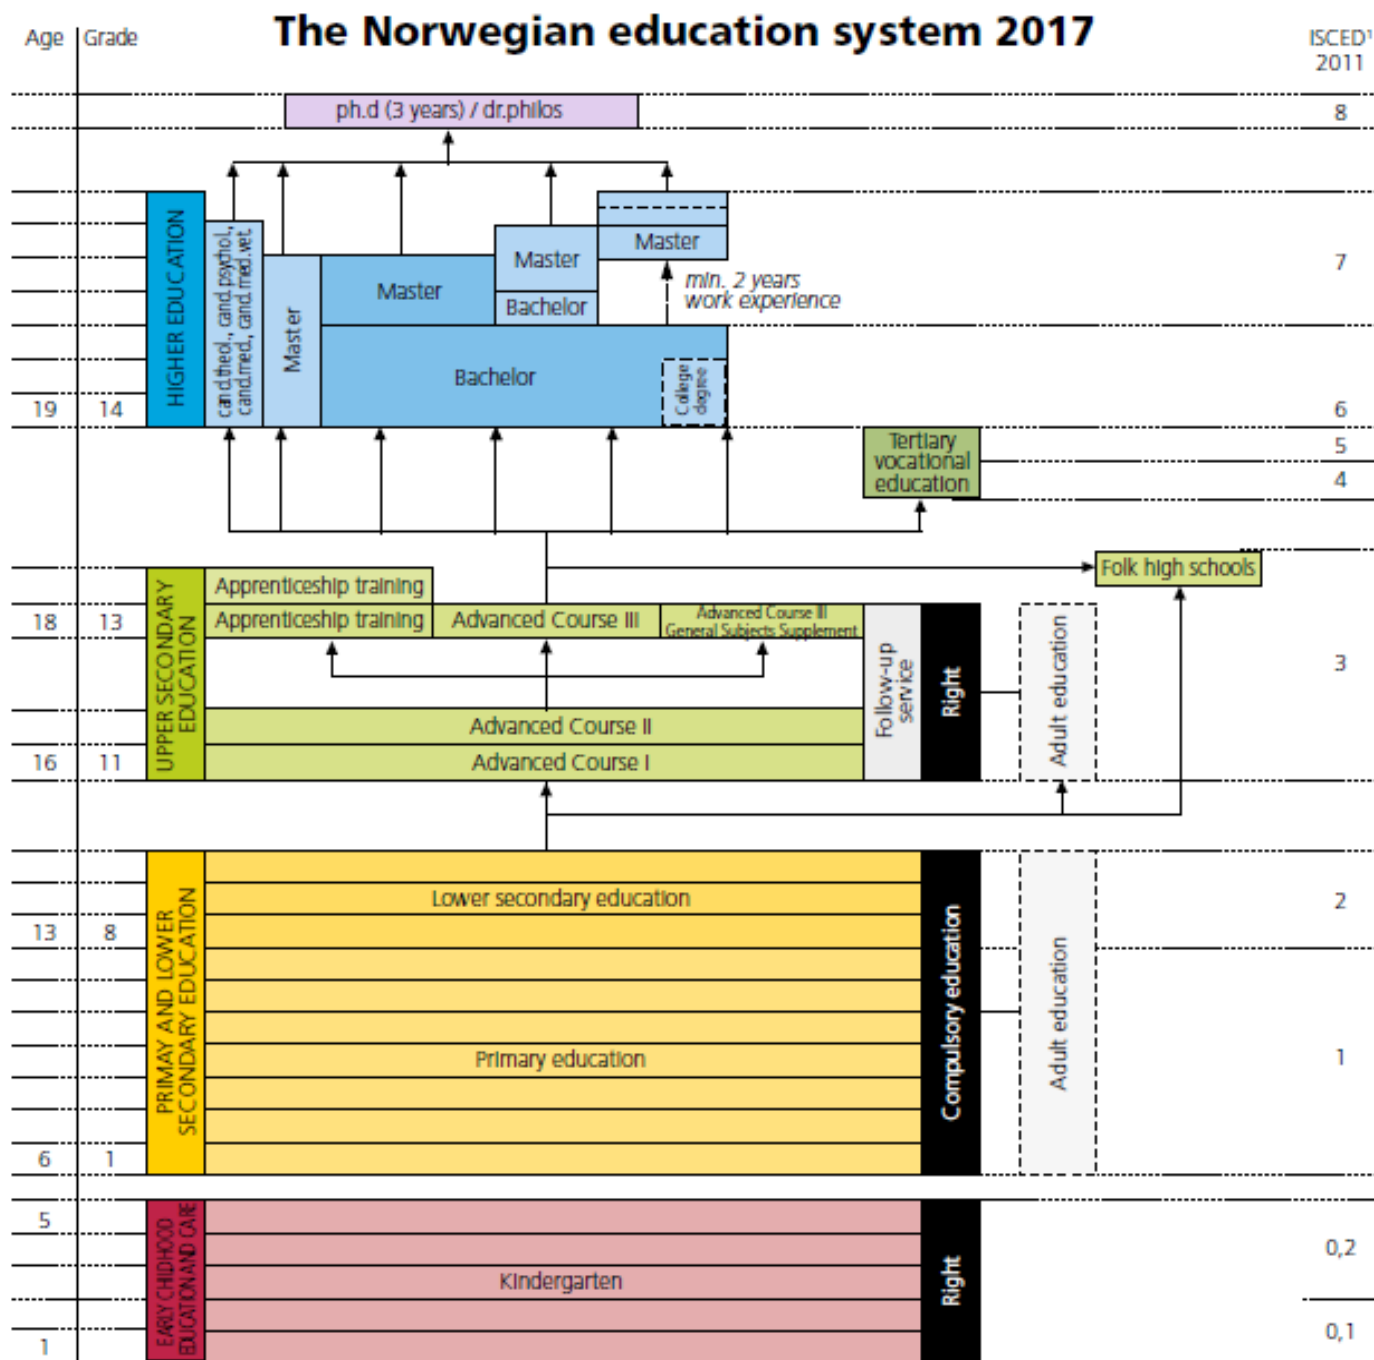 The Norwegian education system 2017
Age
Grade
ISCED¹
2011
ph.d (3 years) / dr.philos
8
HIGHER EDUCATION
cand.theol., cand.psychol.,
cand.med., cand.med.vet.
Master
Master
Master
Bachelor
Master
min. 2 years
work experience
7
Bachelor
College
degree
19
14
6
Tertiary
vocational
education
5
4
Folk high schools
UPPER SECONDARY
EDUCATION
Apprenticeship training
18
13
Apprenticeship training
Advanced Course III
Advanced Course III
General Subjects Supplement
Follow-up
service
Right
Adult education
3
Advanced Course II
16
11
Advanced Course I
PRIMAY AND LOWER
SECONDARY EDUCATION
Lower secondary education
2
13
8
Compulsory education
Adult education
Primary education
1
6
1
EARLY CHIDHOOD
EDUCATION AND CARE
5
0,2
Kindergarten
Right
0,1
1